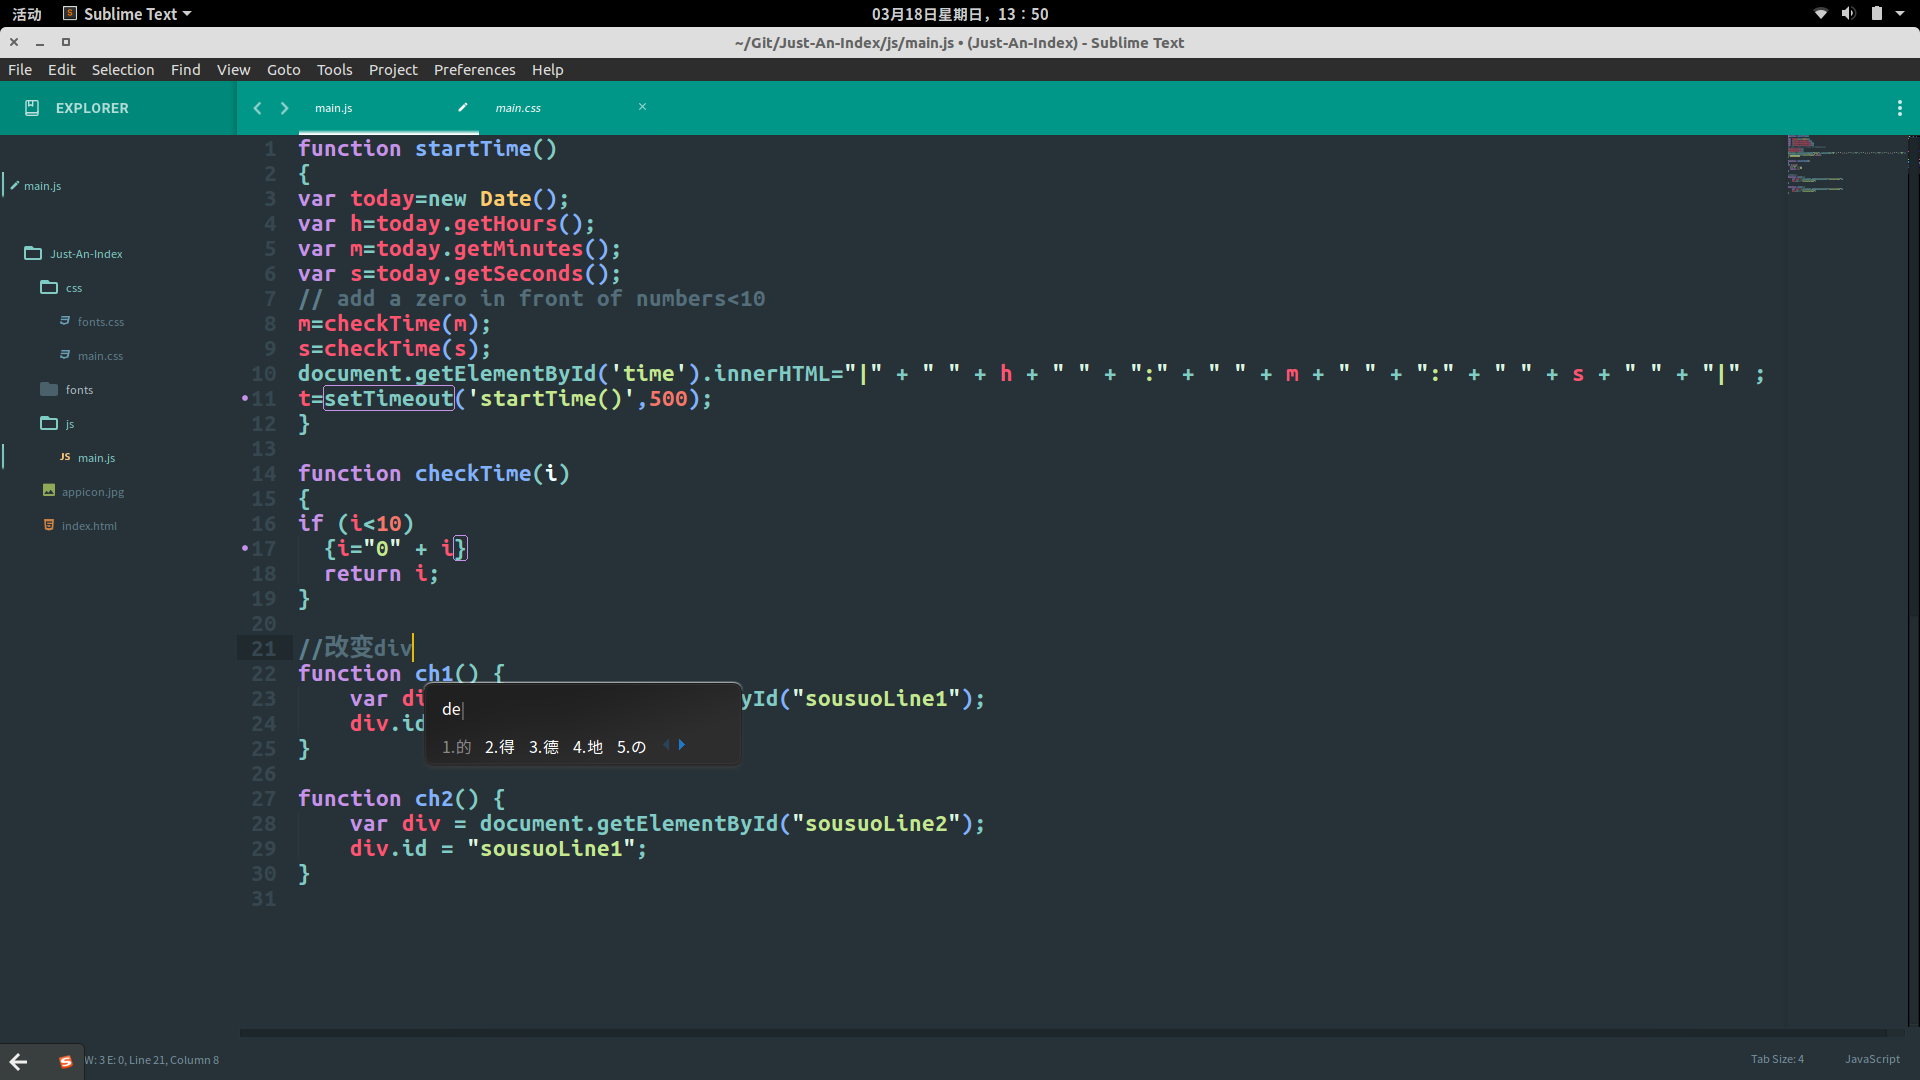 活动 Sublime Text 03月18日星期日，13：50
~/Git/Just-An-Index/js/main.js • (Just-An-Index) - Sublime Text
File Edit Selection Find View Goto Tools Project Preferences Help
EXPLORER main.js main.css
main.js
Just-An-Index
css
fonts.css
main.css
fonts
js
JS main.js
appicon.jpg
index.html
1 function startTime()
2 {
3 var today=new Date();
4 var h=today.getHours();
5 var m=today.getMinutes();
6 var s=today.getSeconds();
7 // add a zero in front of numbers<10
8 m=checkTime(m);
9 s=checkTime(s);
10 document.getElementById('time').innerHTML="|" + " " + h + " " + ":" + " " + m + " " + ":" + " " + s + " " + "|" ;
11 t=setTimeout('startTime()',500);
12 }
13
14 function checkTime(i)
15 {
16 if (i<10)
17 {i="0" + i}
18 return i;
19 }
20
21 //改变div
22 function ch1() {
23 var di yId("sousuoLine1");
24 div.id
25 }
26
27 function ch2() {
28 var div = document.getElementById("sousuoLine2");
29 div.id = "sousuoLine1";
30 }
31
de
1.的 2.得 3.德 4.地 5.の
W: 3 E: 0, Line 21, Column 8 Tab Size: 4 JavaScript